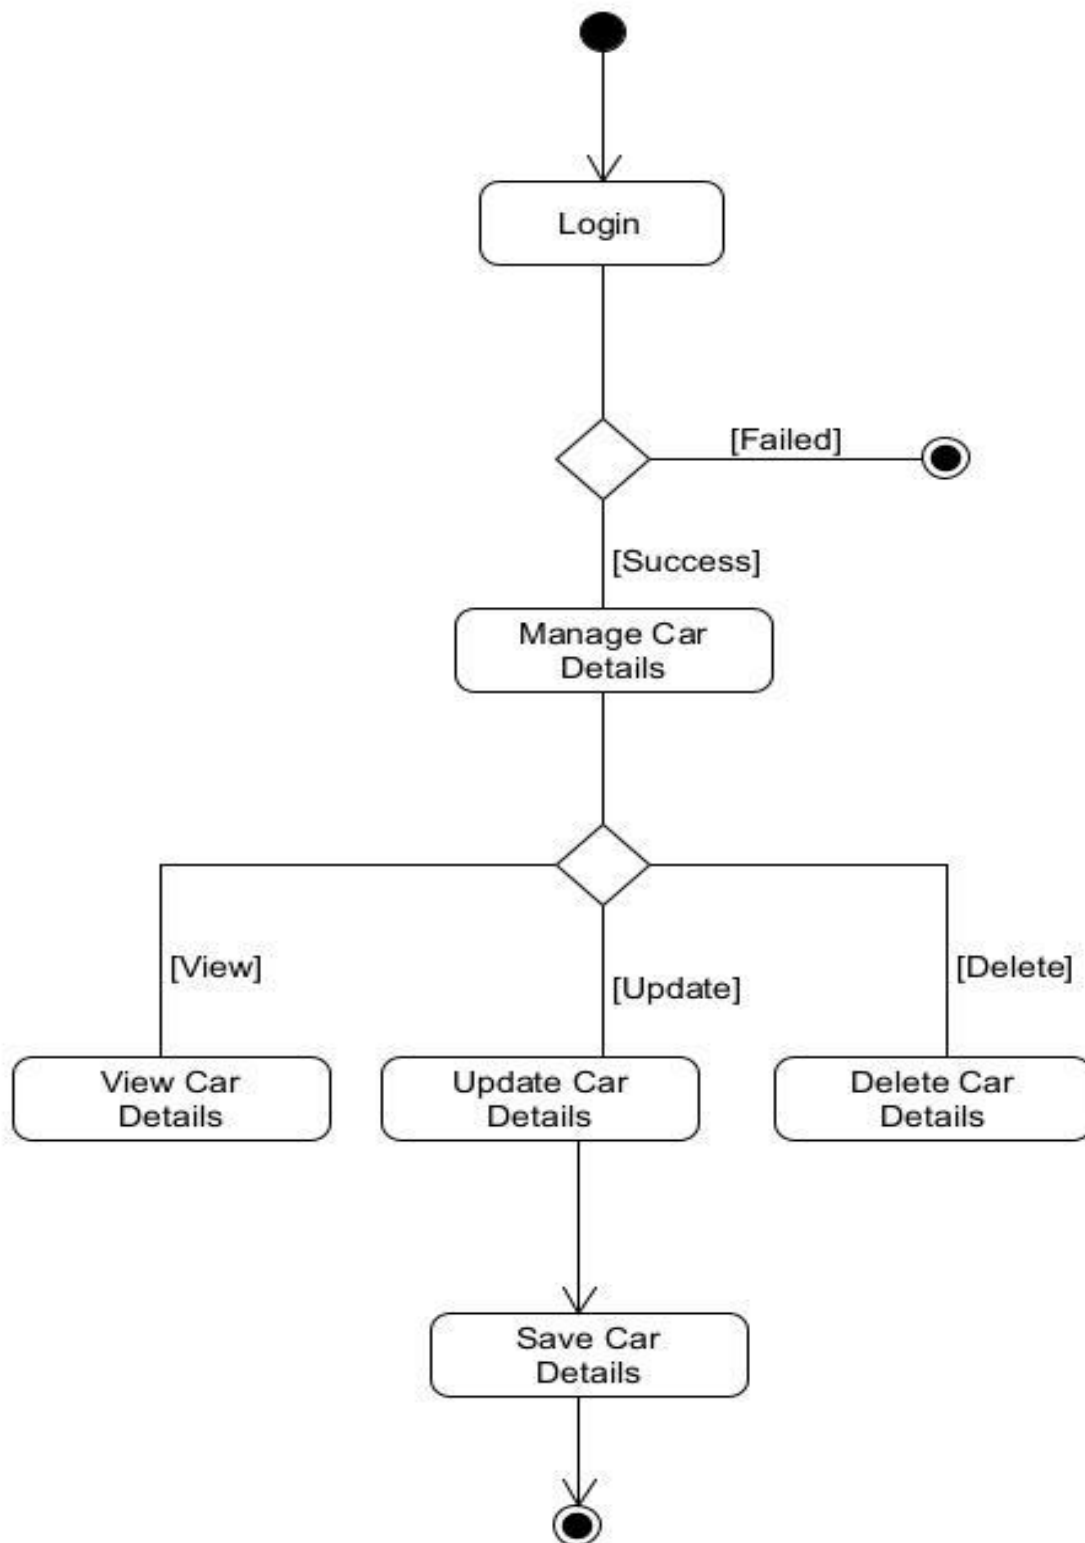 Login
[Failed]
[Success]
Manage Car
Details
[View]
[Update]
[Delete]
View Car
Details
Update Car
Details
Delete Car
Details
Save Car
Details